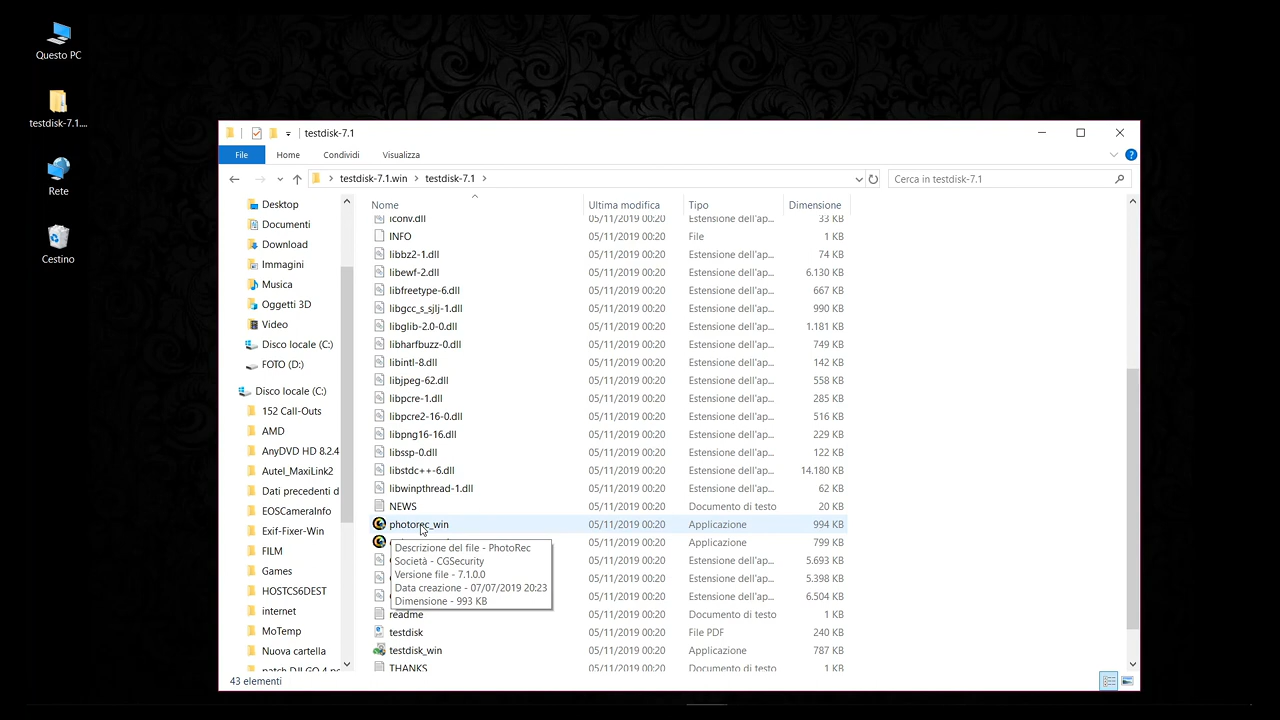 Questo PC
testdisk-7.1....
Rete
Cestino
testdisk-7.1
File
Home
Condividi
Visualizza
testdisk-7.1.win
testdisk-7.1
Cerca in testdisk-7.1
Desktop
Documenti
Download
Immagini
Musica
Oggetti 3D
Video
Disco locale (C:)
FOTO (D:)
Disco locale (C:)
152 Call-Outs
AMD
AnyDVD HD 8.2.4
Autel_MaxiLink2
Dati precedenti d
EOSCameraInfo
Exif-Fixer-Win
FILM
Games
HOSTCS6DEST
internet
MoTemp
Nuova cartella
Nome Ultima modifica Tipo Dimensione
iconv.dll 05/11/2019 00:20 Estensione dell'ap... 33 KB
INFO 05/11/2019 00:20 File 1 KB
libbz2-1.dll 05/11/2019 00:20 Estensione dell'ap... 74 KB
libewf-2.dll 05/11/2019 00:20 Estensione dell'ap... 6.130 KB
libfreetype-6.dll 05/11/2019 00:20 Estensione dell'ap... 667 KB
libgcc_s_sjlj-1.dll 05/11/2019 00:20 Estensione dell'ap... 990 KB
libglib-2.0-0.dll 05/11/2019 00:20 Estensione dell'ap... 1.181 KB
libharfbuzz-0.dll 05/11/2019 00:20 Estensione dell'ap... 749 KB
libintl-8.dll 05/11/2019 00:20 Estensione dell'ap... 142 KB
libjpeg-62.dll 05/11/2019 00:20 Estensione dell'ap... 558 KB
libpcre-1.dll 05/11/2019 00:20 Estensione dell'ap... 285 KB
libpcre2-16-0.dll 05/11/2019 00:20 Estensione dell'ap... 516 KB
libpng16-16.dll 05/11/2019 00:20 Estensione dell'ap... 229 KB
libssp-0.dll 05/11/2019 00:20 Estensione dell'ap... 122 KB
libstdc++-6.dll 05/11/2019 00:20 Estensione dell'ap... 14.180 KB
libwinpthread-1.dll 05/11/2019 00:20 Estensione dell'ap... 62 KB
NEWS 05/11/2019 00:20 Documento di testo 20 KB
photorec_win 05/11/2019 00:20 Applicazione 994 KB
05/11/2019 00:20 Applicazione 799 KB
05/11/2019 00:20 Estensione dell'ap... 5.693 KB
05/11/2019 00:20 Estensione dell'ap... 5.398 KB
05/11/2019 00:20 Estensione dell'ap... 6.504 KB
readme 05/11/2019 00:20 Documento di testo 1 KB
testdisk 05/11/2019 00:20 File PDF 240 KB
testdisk_win 05/11/2019 00:20 Applicazione 787 KB
THANKS 05/11/2019 00:20 Documento di testo 8 KB
Descrizione del file - PhotoRec
Società - CGSecurity
Versione file - 7.1.0.0
Data creazione - 07/07/2019 20:23
Dimensione - 993 KB
43 elementi